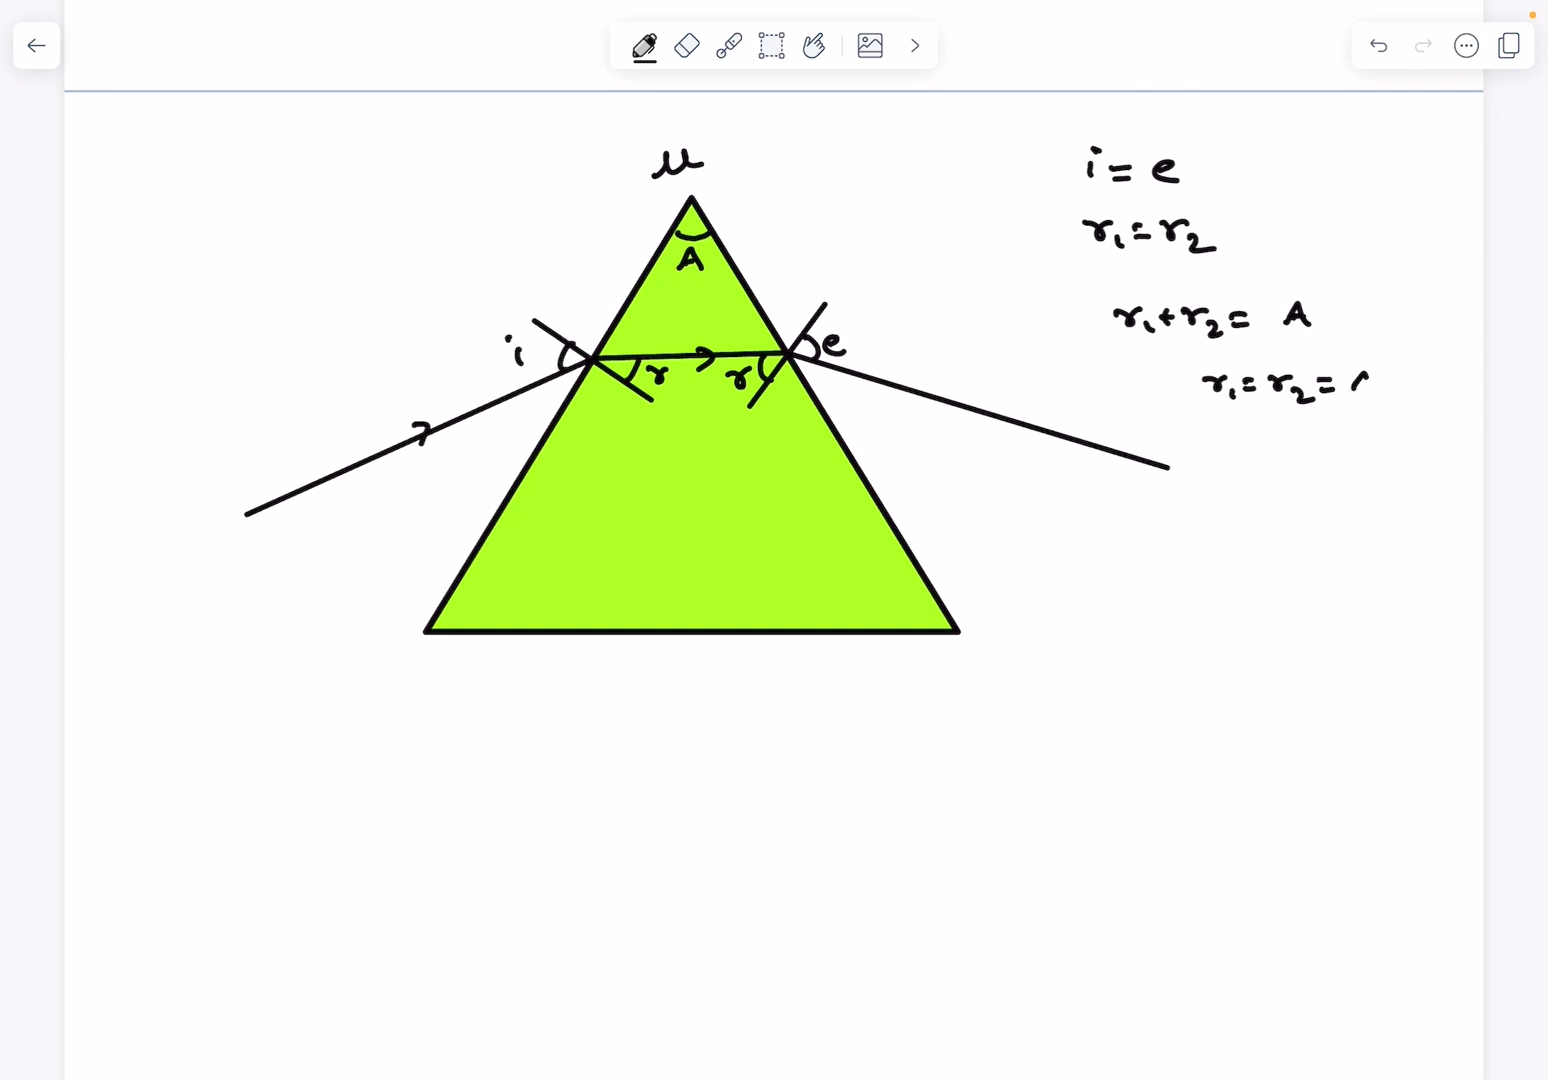 μ
i = e
r₁ = r₂
A
r₁ + r₂ = A
i
e
r
r
r₁ = r₂ =